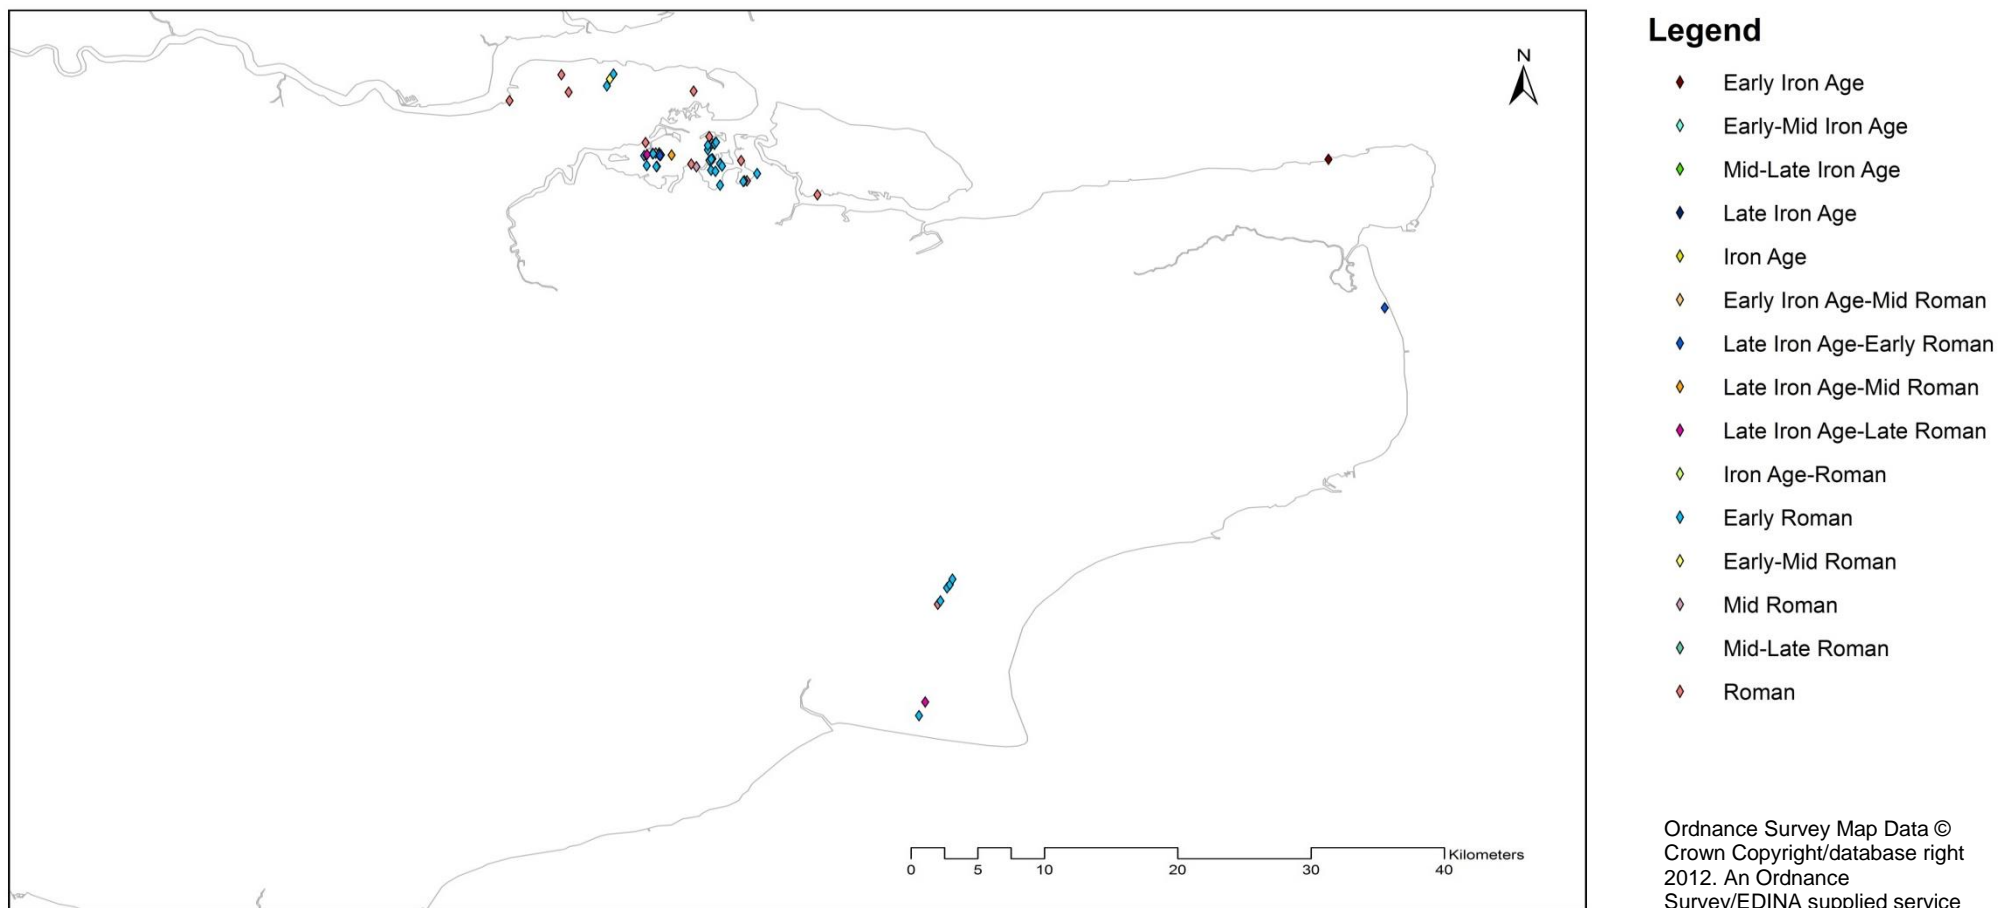 N
0 5 10 20 30 40
Kilometers
Legend
Early Iron Age
Early-Mid Iron Age
Mid-Late Iron Age
Late Iron Age
Iron Age
Early Iron Age-Mid Roman
Late Iron Age-Early Roman
Late Iron Age-Mid Roman
Late Iron Age-Late Roman
Iron Age-Roman
Early Roman
Early-Mid Roman
Mid Roman
Mid-Late Roman
Roman
Ordnance Survey Map Data ©
Crown Copyright/database right
2012. An Ordnance
Survey/EDINA supplied service